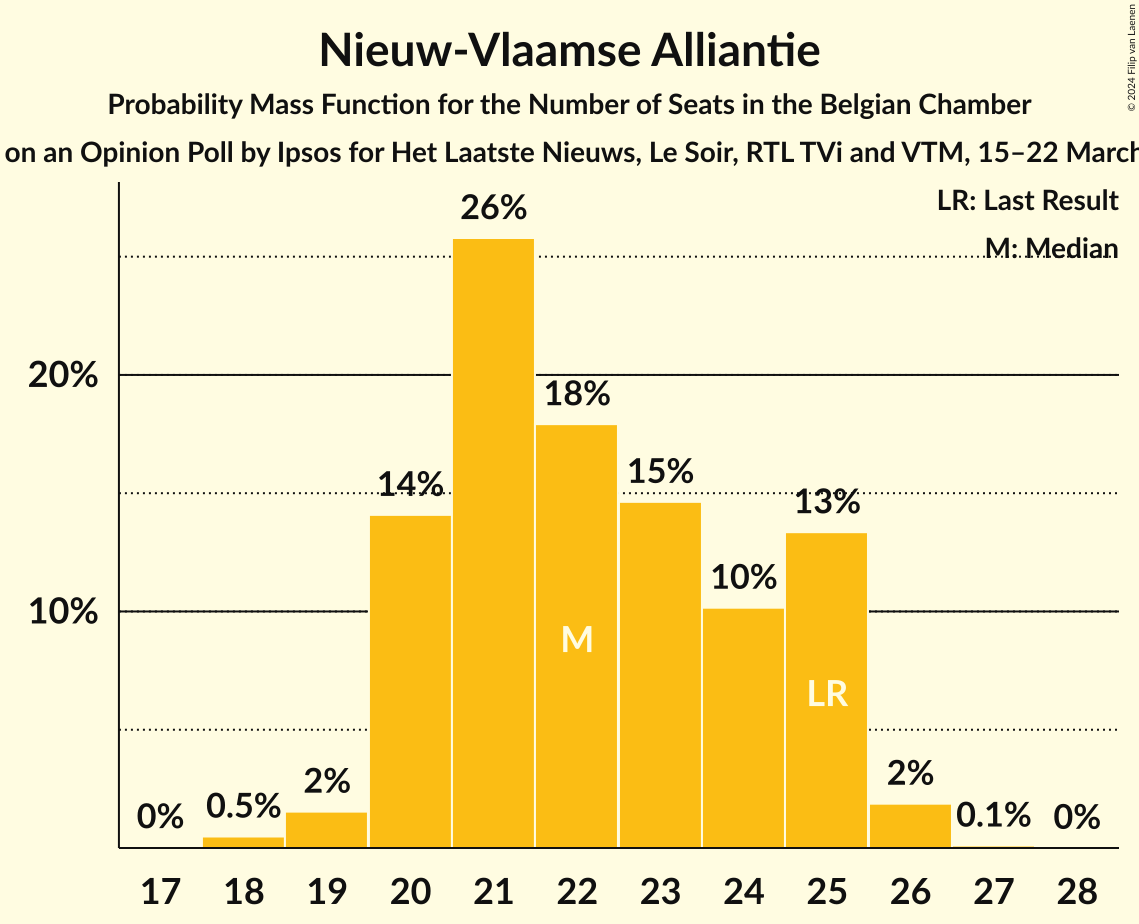 Nieuw-Vlaamse Alliantie
Probability Mass Function for the Number of Seats in the Belgian Chamber
on an Opinion Poll by Ipsos for Het Laatste Nieuws, Le Soir, RTL TVi and VTM, 15–22 March
© 2024 Filip van Laenen
LR: Last Result
M: Median
26%
20%
18%
15%
14%
13%
10%
10%
M
LR
2%
2%
0.5%
0%
0.1%
0%
17 18 19 20 21 22 23 24 25 26 27 28